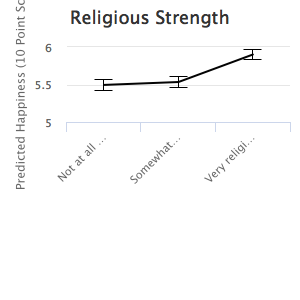 Religious Strength
Predicted Happiness (10 Point Sc
6
5.5
5
Not at all ...
Somewhat...
Very religi...